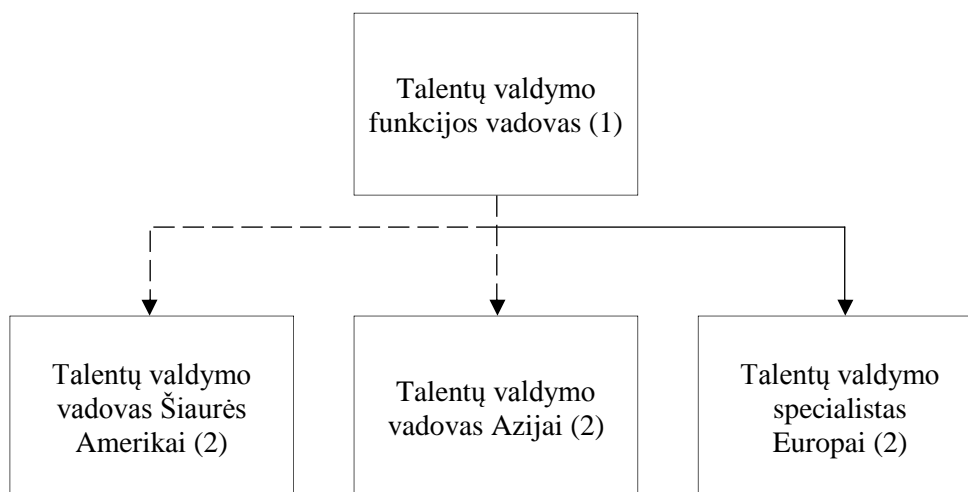 Talentų valdymo
funkcijos vadovas (1)
Talentų valdymo
vadovas Šiaurės
Amerikai (2)
Talentų valdymo
vadovas Azijai (2)
Talentų valdymo
specialistas
Europai (2)